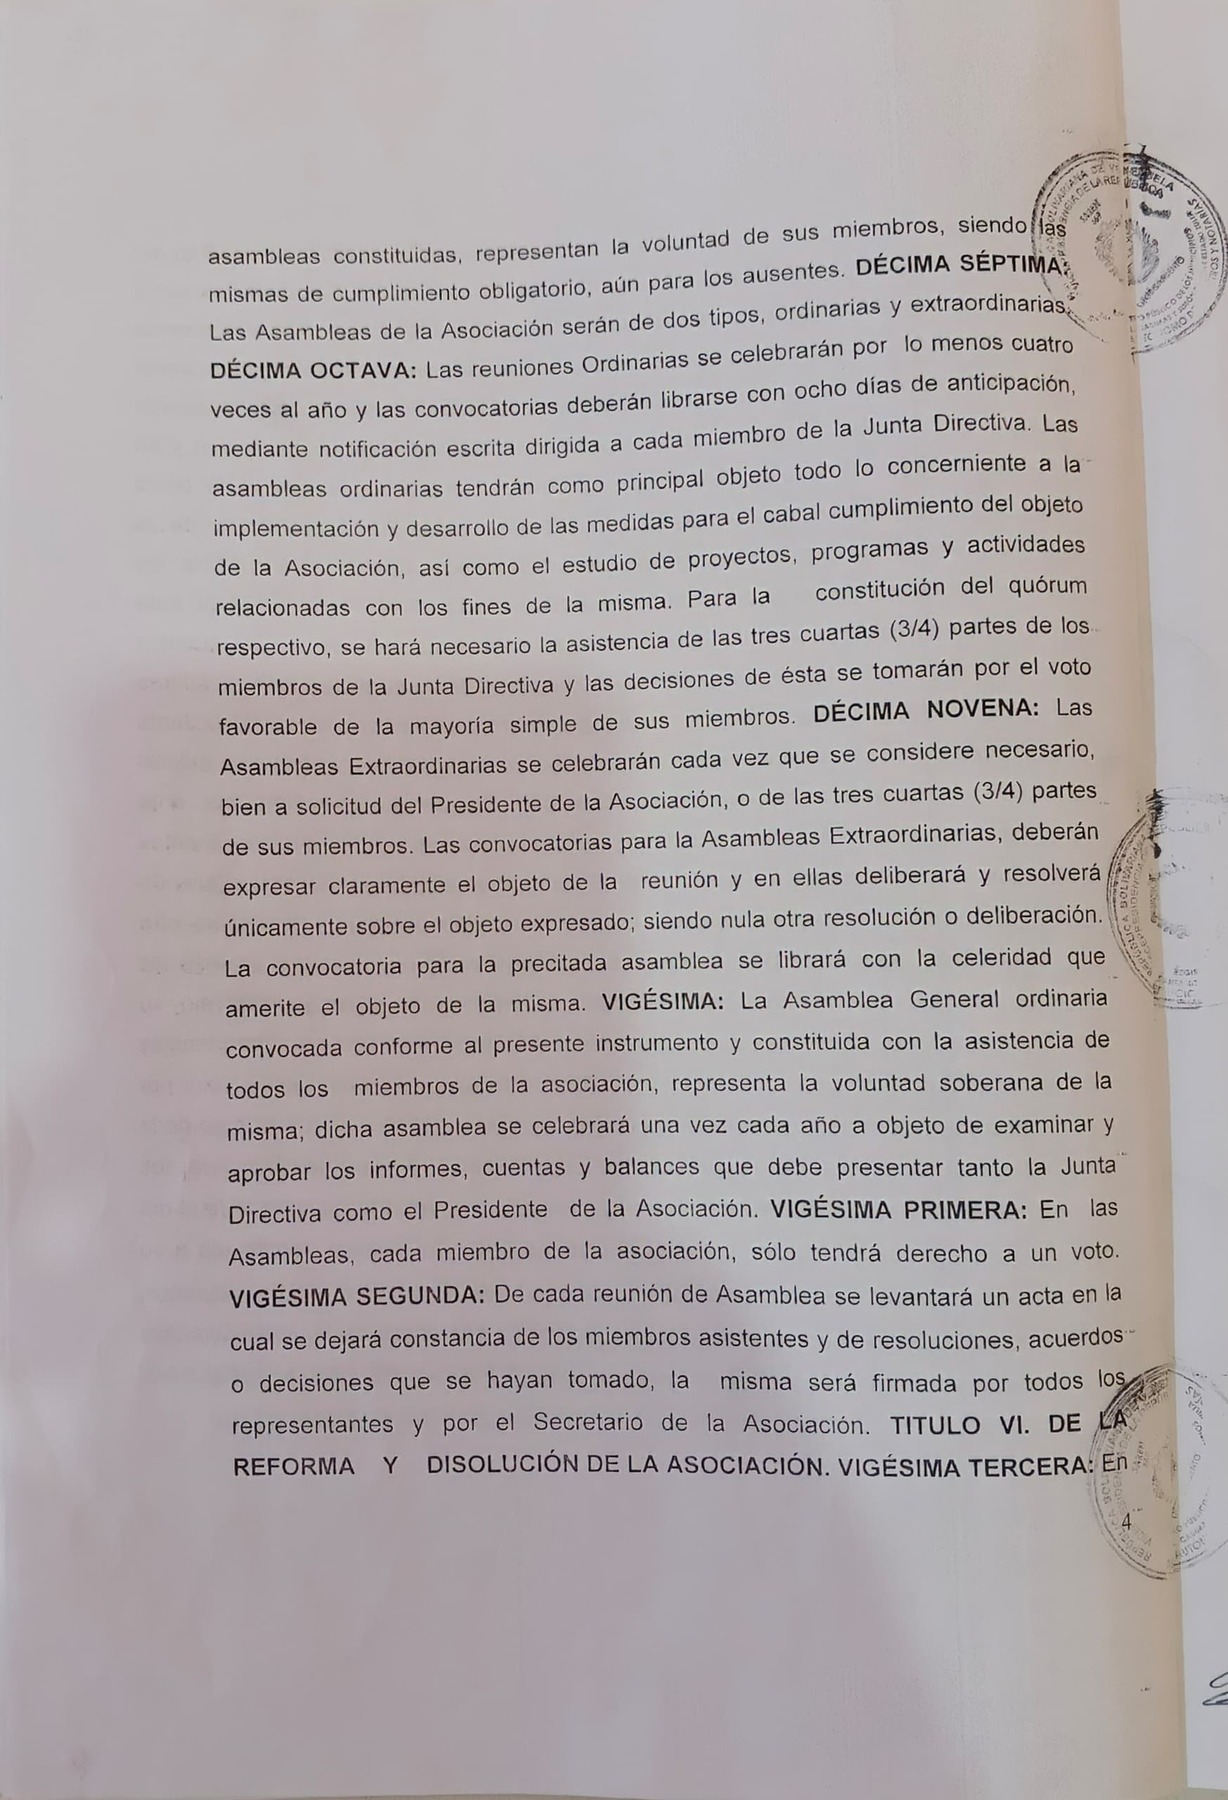 asambleas constituidas, representan la voluntad de sus miembros, siendo las
mismas de cumplimiento obligatorio, aún para los ausentes. DÉCIMA SÉPTIMA:
Las Asambleas de la Asociación serán de dos tipos, ordinarias y extraordinarias.
DÉCIMA OCTAVA: Las reuniones Ordinarias se celebrarán por lo menos cuatro
veces al año y las convocatorias deberán librarse con ocho días de anticipación,
mediante notificación escrita dirigida a cada miembro de la Junta Directiva. Las
asambleas ordinarias tendrán como principal objeto todo lo concerniente a la
implementación y desarrollo de las medidas para el cabal cumplimiento del objeto
de la Asociación, así como el estudio de proyectos, programas y actividades
relacionadas con los fines de la misma. Para la constitución del quórum
respectivo, se hará necesario la asistencia de las tres cuartas (3/4) partes de los
miembros de la Junta Directiva y las decisiones de ésta se tomarán por el voto
favorable de la mayoría simple de sus miembros. DÉCIMA NOVENA: Las
Asambleas Extraordinarias se celebrarán cada vez que se considere necesario,
bien a solicitud del Presidente de la Asociación, o de las tres cuartas (3/4) partes
de sus miembros. Las convocatorias para la Asambleas Extraordinarias, deberán
expresar claramente el objeto de la reunión y en ellas deliberará y resolverá
únicamente sobre el objeto expresado; siendo nula otra resolución o deliberación.
La convocatoria para la precitada asamblea se librará con la celeridad que
amerite el objeto de la misma. VIGÉSIMA: La Asamblea General ordinaria
convocada conforme al presente instrumento y constituida con la asistencia de
todos los miembros de la asociación, representa la voluntad soberana de la
misma; dicha asamblea se celebrará una vez cada año a objeto de examinar y
aprobar los informes, cuentas y balances que debe presentar tanto la Junta
Directiva como el Presidente de la Asociación. VIGÉSIMA PRIMERA: En las
Asambleas, cada miembro de la asociación, sólo tendrá derecho a un voto.
VIGÉSIMA SEGUNDA: De cada reunión de Asamblea se levantará un acta en la
cual se dejará constancia de los miembros asistentes y de resoluciones, acuerdos
o decisiones que se hayan tomado, la misma será firmada por todos los
representantes y por el Secretario de la Asociación. TITULO VI. DE LA
REFORMA Y DISOLUCIÓN DE LA ASOCIACIÓN. VIGÉSIMA TERCERA: En
4